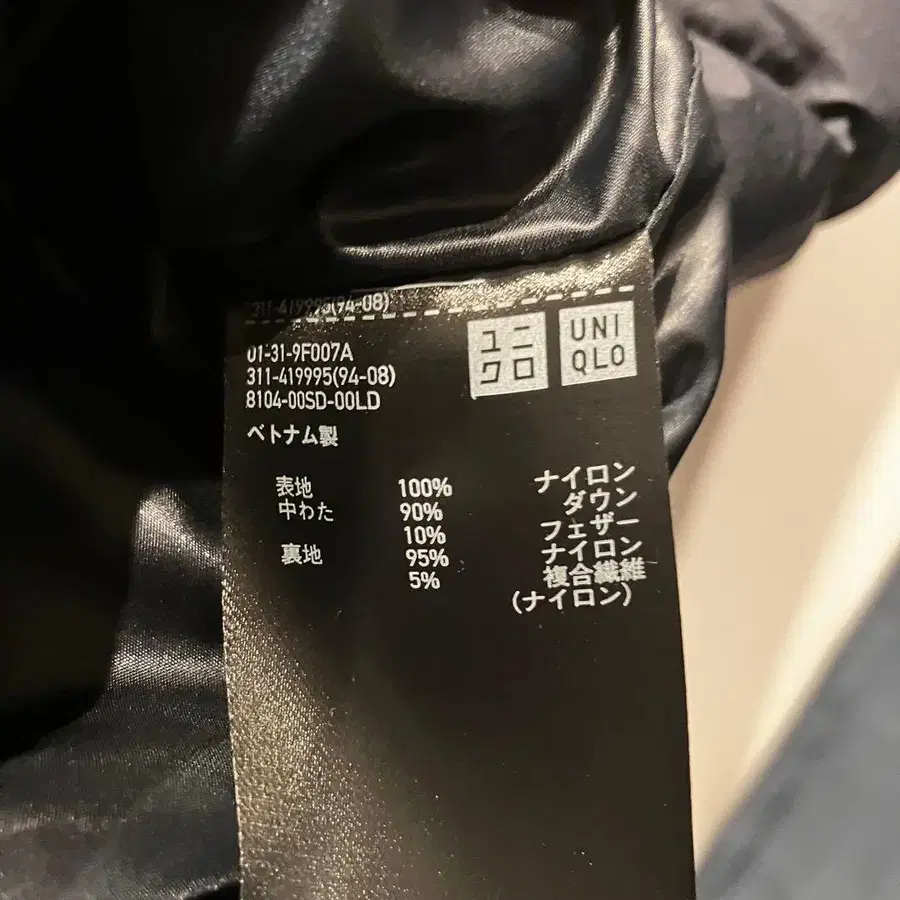 311-419995(94-08)
ユニ
クロ
UNI
QLO
01-31-9F007A
311-419995(94-08)
8104-00SD-00LD
ベトナム製
表地 100% ナイロン
中わた 90% ダウン
10% フェザー
裏地 95% ナイロン
5% 複合繊維
(ナイロン)